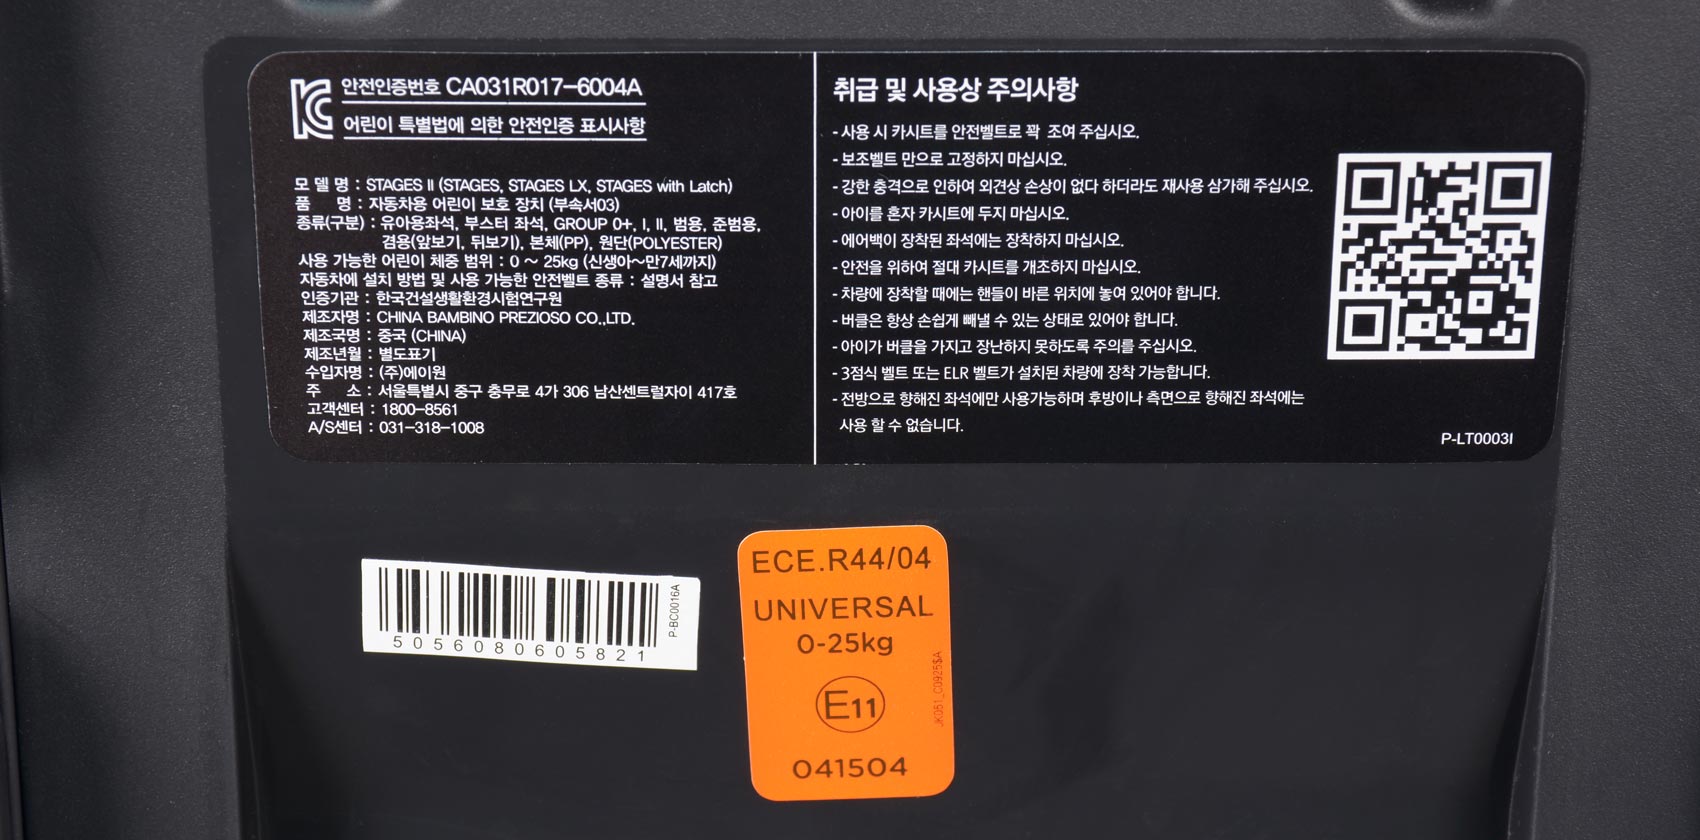 KC
안전인증번호 CA031R017-6004A
어린이 특별법에 의한 안전인증 표시사항
모 델 명 : STAGES II (STAGES, STAGES LX, STAGES with Latch)
품 명 : 자동차용 어린이 보호 장치 (부속서03)
종류(구분) : 유아용좌석, 부스터 좌석, GROUP 0+, I, II, 범용, 준범용,
겸용(앞보기, 뒤보기), 본체(PP), 원단(POLYESTER)
사용 가능한 어린이 체중 범위 : 0 ~ 25kg (신생아~만7세까지)
자동차에 설치 방법 및 사용 가능한 안전벨트 종류 : 설명서 참고
인증기관 : 한국건설생활환경시험연구원
제조자명 : CHINA BAMBINO PREZIOSO CO.,LTD.
제조국명 : 중국 (CHINA)
제조년월 : 별도표기
수입자명 : (주)에이원
주 소 : 서울특별시 중구 충무로 4가 306 남산센트럴자이 417호
고객센터 : 1800-8561
A/S센터 : 031-318-1008
취급 및 사용상 주의사항
- 사용 시 카시트를 안전벨트로 꽉 조여 주십시오.
- 보조벨트 만으로 고정하지 마십시오.
- 강한 충격으로 인하여 외견상 손상이 없다 하더라도 재사용 삼가해 주십시오.
- 아이를 혼자 카시트에 두지 마십시오.
- 에어백이 장착된 좌석에는 장착하지 마십시오.
- 안전을 위하여 절대 카시트를 개조하지 마십시오.
- 차량에 장착할 때에는 핸들이 바른 위치에 놓여 있어야 합니다.
- 버클은 항상 손쉽게 빼낼 수 있는 상태로 있어야 합니다.
- 아이가 버클을 가지고 장난하지 못하도록 주의를 주십시오.
- 3점식 벨트 또는 ELR 벨트가 설치된 차량에 장착 가능합니다.
- 전방으로 향해진 좌석에만 사용가능하며 후방이나 측면으로 향해진 좌석에는
사용 할 수 없습니다.
P-LT0003I
5056080605821
P-BC0016A
ECE.R44/04
UNIVERSAL
0-25kg
E11
041504